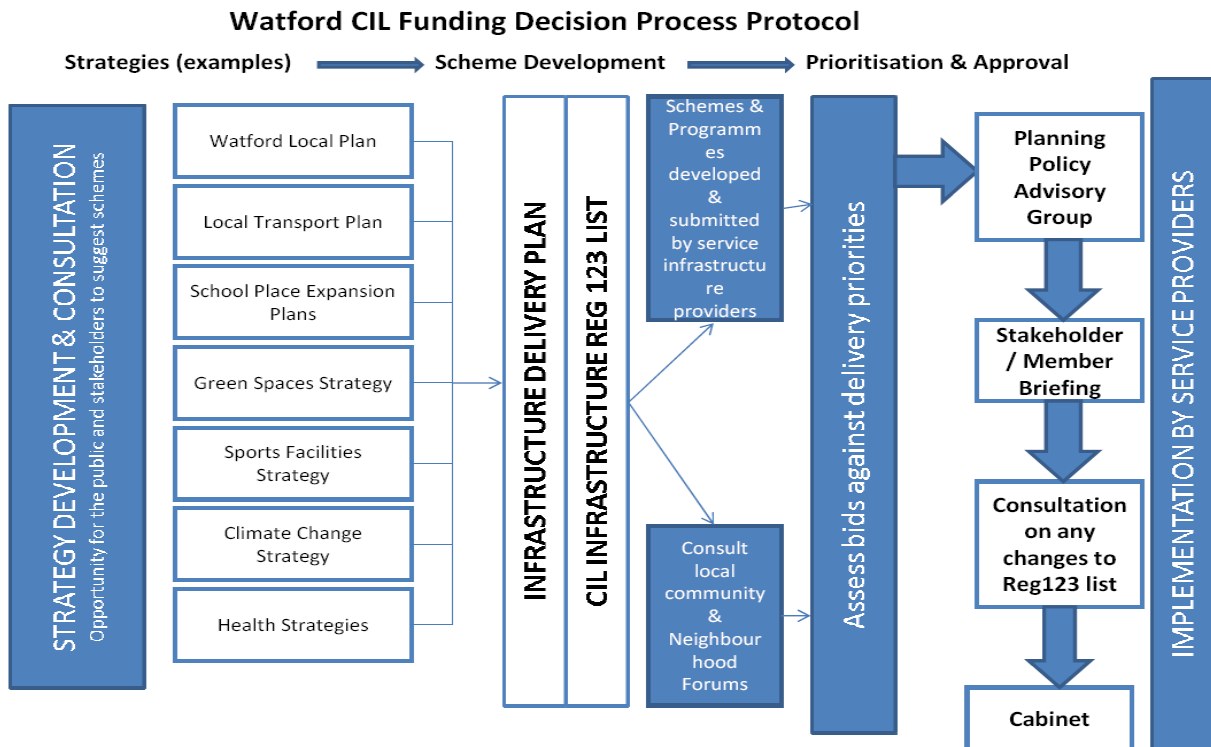 Watford CIL Funding Decision Process Protocol
Strategies (examples)
Scheme Development
Prioritisation & Approval
STRATEGY DEVELOPMENT & CONSULTATION
Opportunity for the public and stakeholders to suggest schemes
Watford Local Plan
Local Transport Plan
School Place Expansion
Plans
Green Spaces Strategy
Sports Facilities
Strategy
Climate Change
Strategy
Health Strategies
INFRASTRUCTURE DELIVERY PLAN
CIL INFRASTRUCTURE REG 123 LIST
Schemes &
Programm
es
developed
&
submitted
by service
infrastructu
re
providers
Consult
local
community
&
Neighbour
hood
Forums
Assess bids against delivery priorities
Planning
Policy
Advisory
Group
Stakeholder
/ Member
Briefing
Consultation
on any
changes to
Reg123 list
Cabinet
IMPLEMENTATION BY SERVICE PROVIDERS